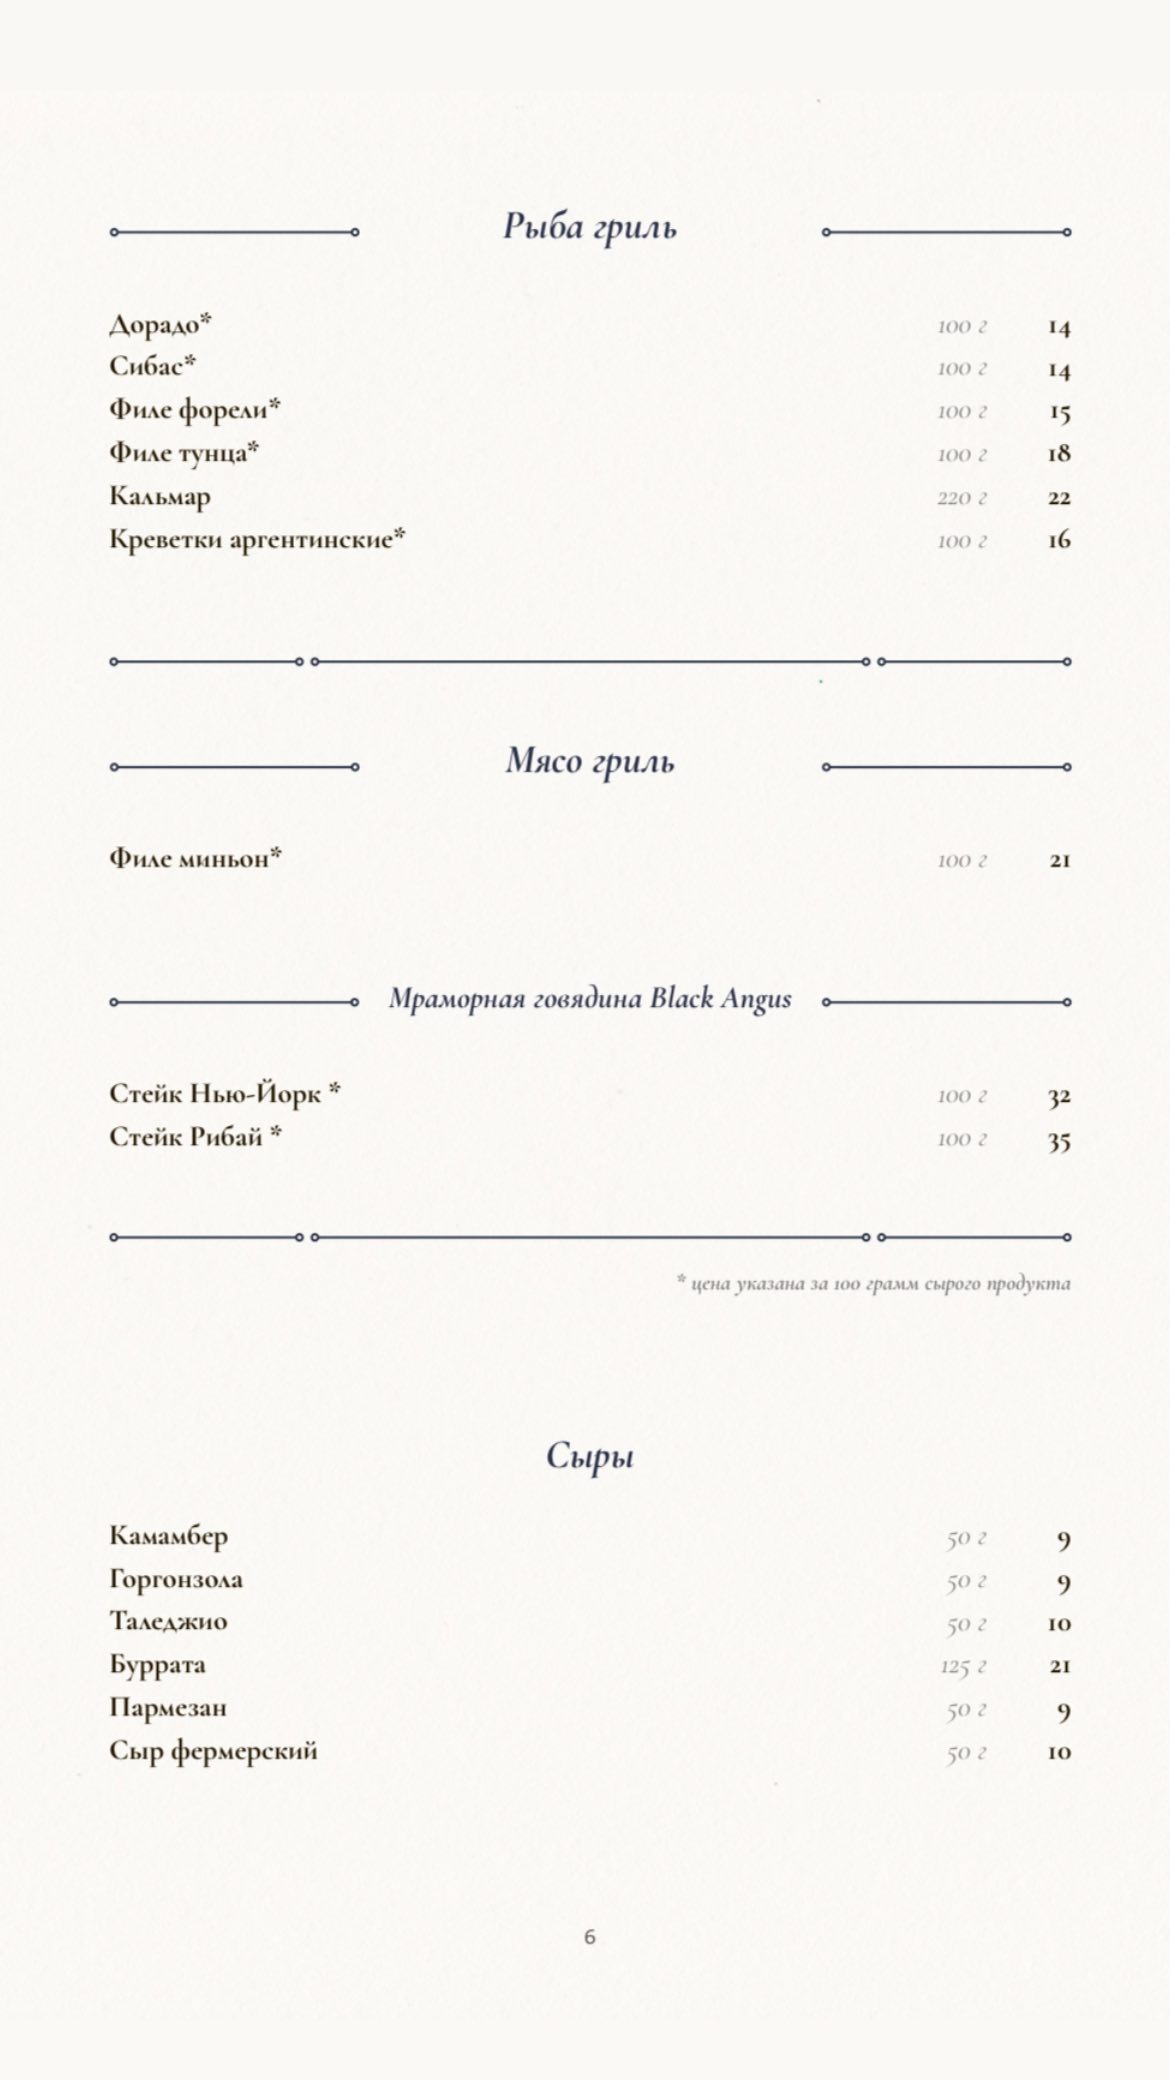 Рыба гриль
Дорадо* 100 г 14
Сибас* 100 г 14
Филе форели* 100 г 15
Филе тунца* 100 г 18
Кальмар 220 г 22
Креветки аргентинские* 100 г 16
Мясо гриль
Филе миньон* 100 г 21
Мраморная говядина Black Angus
Стейк Нью-Йорк * 100 г 32
Стейк Рибай * 100 г 35
* цена указана за 100 грамм сырого продукта
Сыры
Камамбер 50 г 9
Горгонзола 50 г 9
Таледжио 50 г 10
Буррата 125 г 21
Пармезан 50 г 9
Сыр фермерский 50 г 10
6